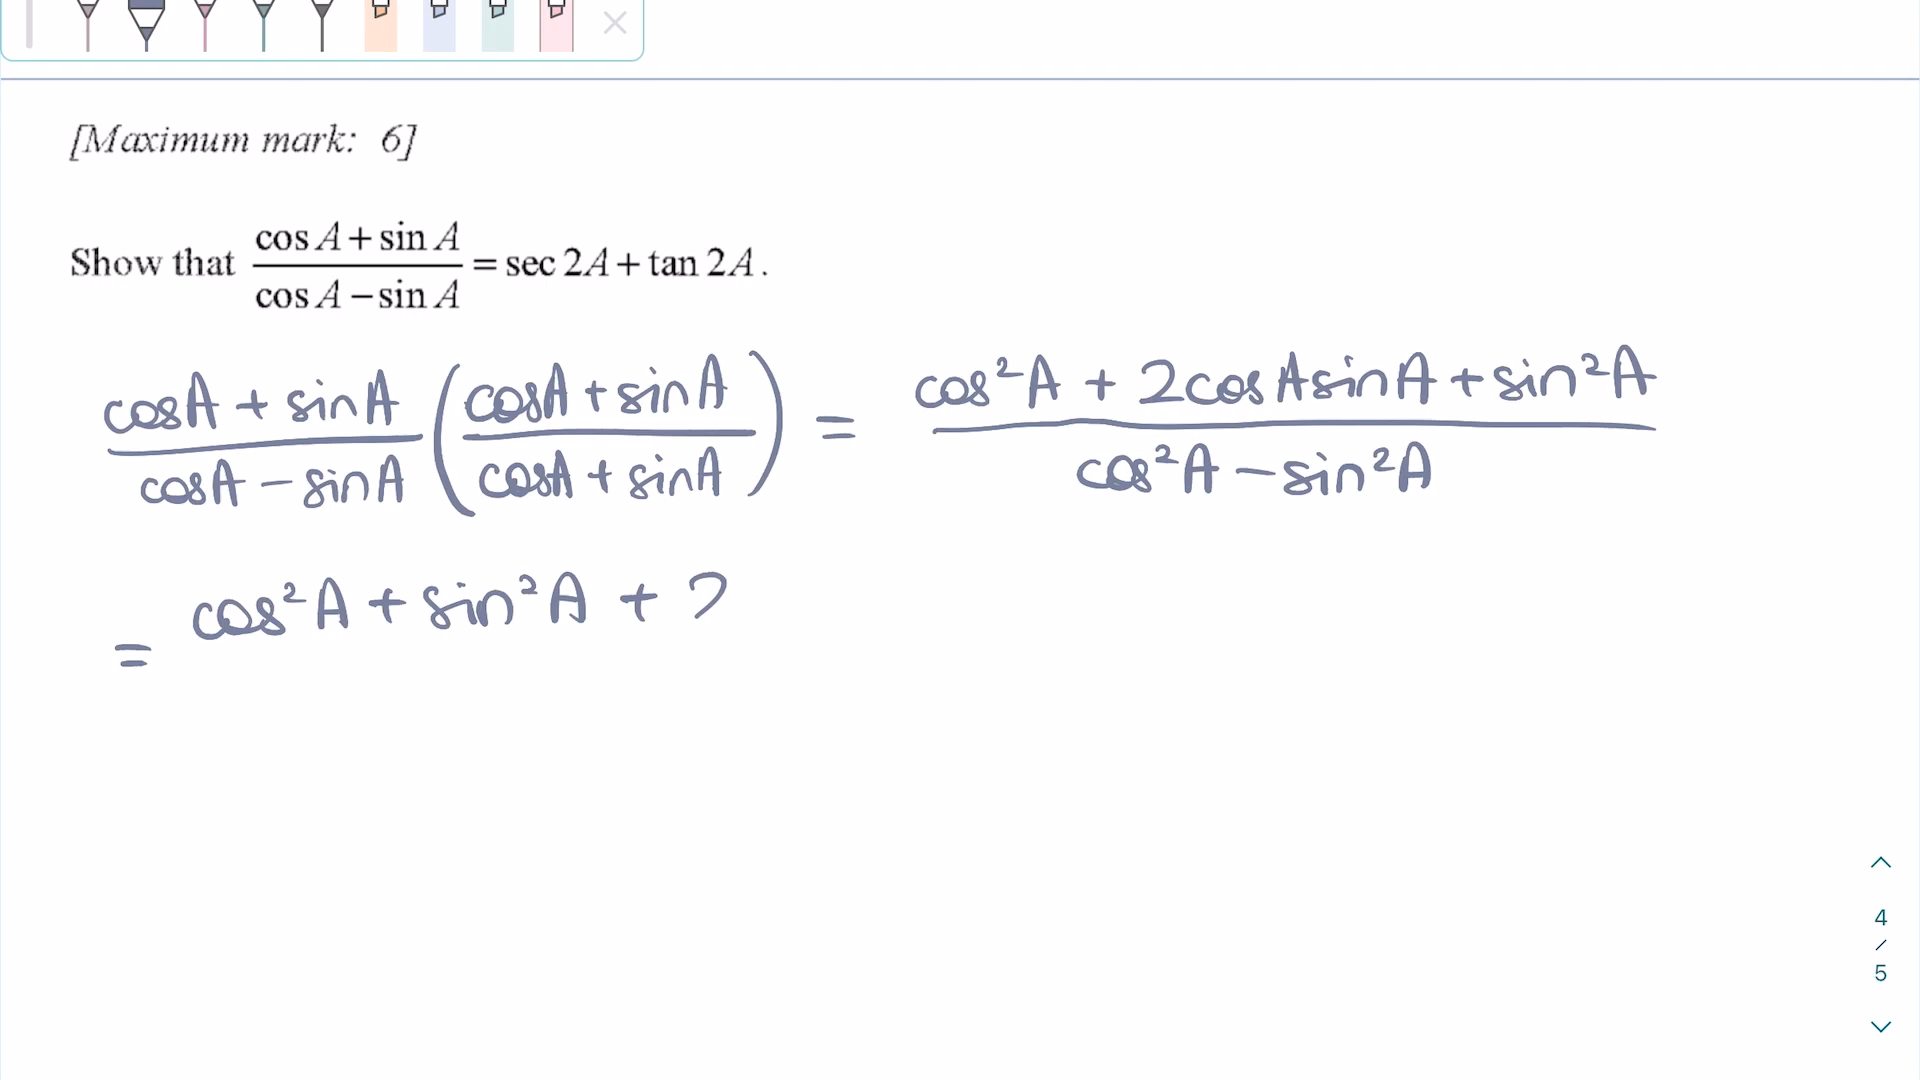 [Maximum mark: 6]
Show that (cos A + sin A)/(cos A − sin A) = sec 2A + tan 2A.
(cosA + sinA)/(cosA − sinA) ((cosA + sinA)/(cosA + sinA)) = (cos²A + 2cosAsinA + sin²A)/(cos²A − sin²A)
= cos²A + sin²A + 2
4
/
5